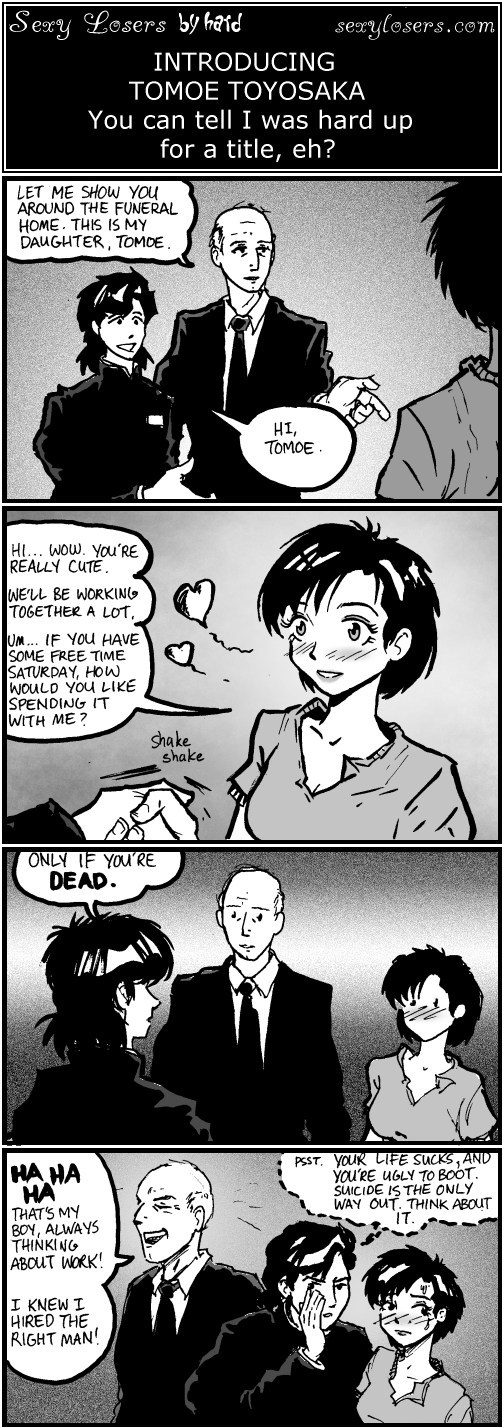 Sexy Losers by hard
sexylosers.com
INTRODUCING
TOMOE TOYOSAKA
You can tell I was hard up
for a title, eh?
LET ME SHOW YOU
AROUND THE FUNERAL
HOME. THIS IS MY
DAUGHTER, TOMOE.
HI,
TOMOE.
HI... WOW. YOU'RE
REALLY CUTE.
WE'LL BE WORKING
TOGETHER A LOT.
UM... IF YOU HAVE
SOME FREE TIME
SATURDAY, HOW
WOULD YOU LIKE
SPENDING IT
WITH ME?
Shake
shake
ONLY IF YOU'RE
DEAD.
HA HA
HA
THAT'S MY
BOY, ALWAYS
THINKING
ABOUT WORK!
I KNEW I
HIRED THE
RIGHT MAN!
PSST. YOUR LIFE SUCKS, AND
YOU'RE UGLY TO BOOT.
SUICIDE IS THE ONLY
WAY OUT. THINK ABOUT
IT.